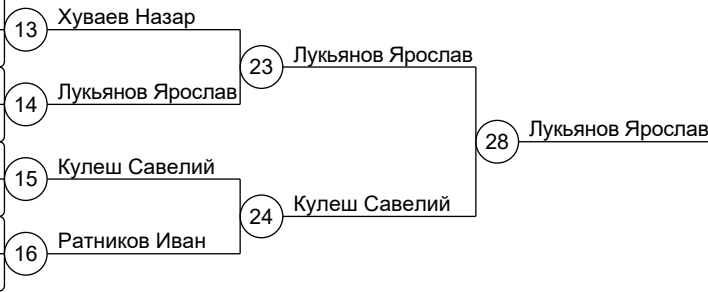 13 Хуваев Назар
23 Лукьянов Ярослав
14 Лукьянов Ярослав
28 Лукьянов Ярослав
15 Кулеш Савелий
24 Кулеш Савелий
16 Ратников Иван